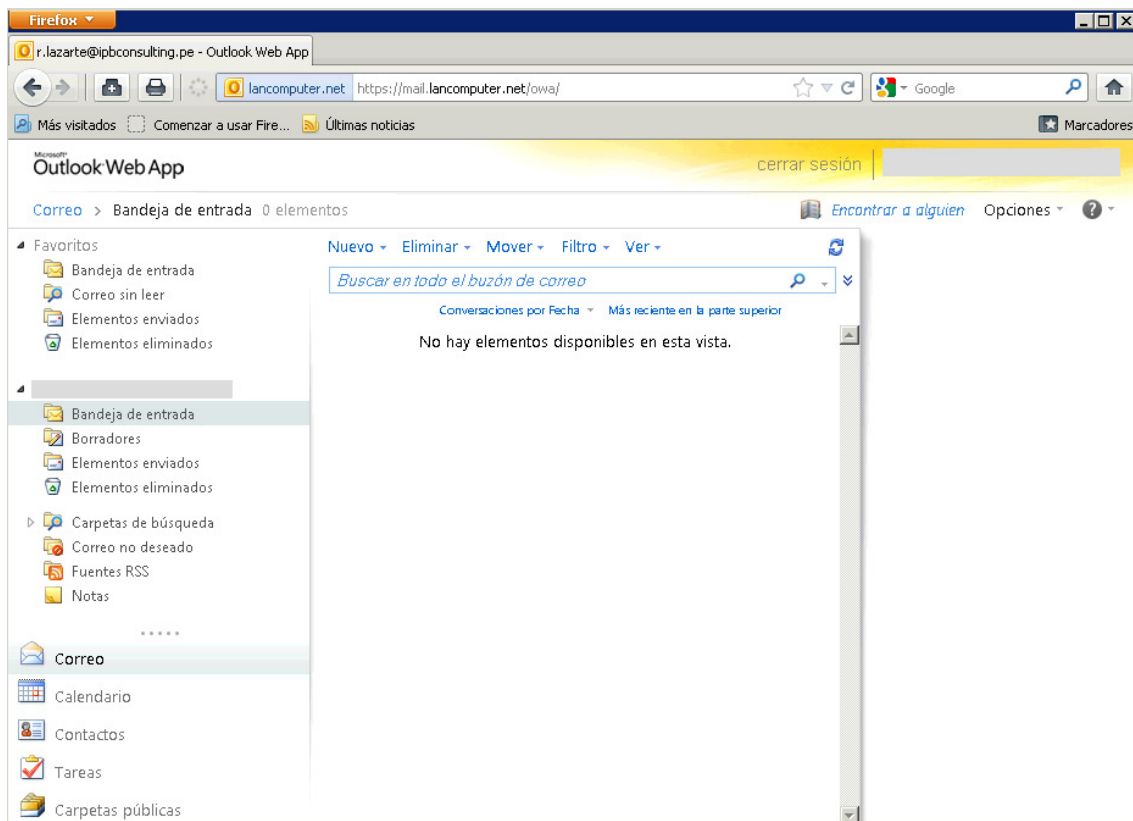 Firefox
r.lazarte@ipbconsulting.pe - Outlook Web App
lancomputer.net https://mail.lancomputer.net/owa/ Google
Más visitados Comenzar a usar Fire... Últimas noticias Marcadores
Microsoft®
Outlook Web App cerrar sesión
Correo > Bandeja de entrada 0 elementos Encontrar a alguien Opciones ?
Favoritos
Bandeja de entrada
Correo sin leer
Elementos enviados
Elementos eliminados
Bandeja de entrada
Borradores
Elementos enviados
Elementos eliminados
Carpetas de búsqueda
Correo no deseado
Fuentes RSS
Notas
Correo
Calendario
Contactos
Tareas
Carpetas públicas
Nuevo Eliminar Mover Filtro Ver
Buscar en todo el buzón de correo
Conversaciones por Fecha Más reciente en la parte superior
No hay elementos disponibles en esta vista.